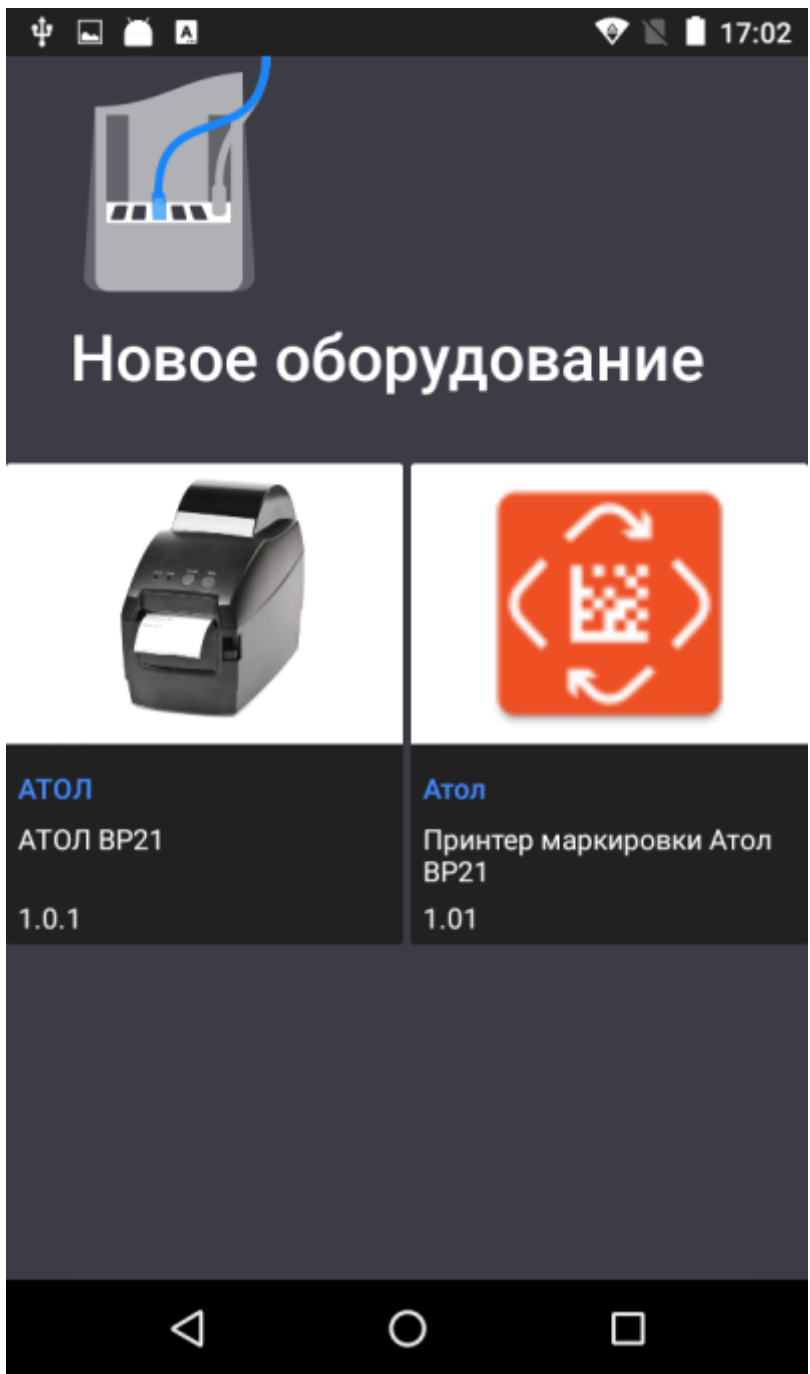 17:02
Новое оборудование
АТОЛ
АТОЛ BP21
1.0.1
Атол
Принтер маркировки Атол
BP21
1.01